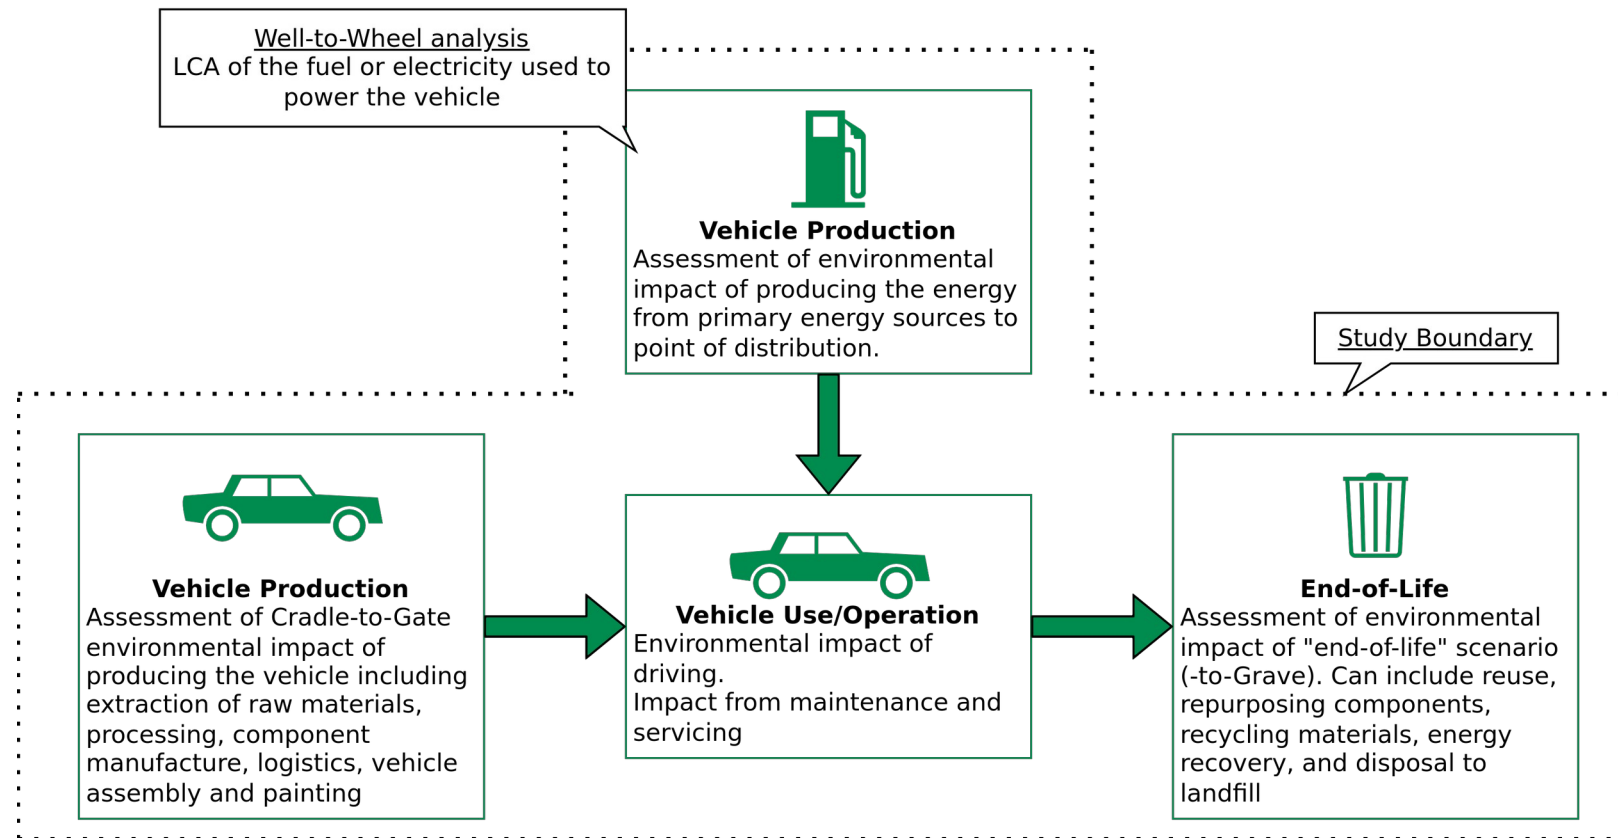 Well-to-Wheel analysis
LCA of the fuel or electricity used to
power the vehicle
Vehicle Production
Assessment of environmental
impact of producing the energy
from primary energy sources to
point of distribution.
Study Boundary
Vehicle Production
Assessment of Cradle-to-Gate
environmental impact of
producing the vehicle including
extraction of raw materials,
processing, component
manufacture, logistics, vehicle
assembly and painting
Vehicle Use/Operation
Environmental impact of
driving.
Impact from maintenance and
servicing
End-of-Life
Assessment of environmental
impact of "end-of-life" scenario
(-to-Grave). Can include reuse,
repurposing components,
recycling materials, energy
recovery, and disposal to
landfill